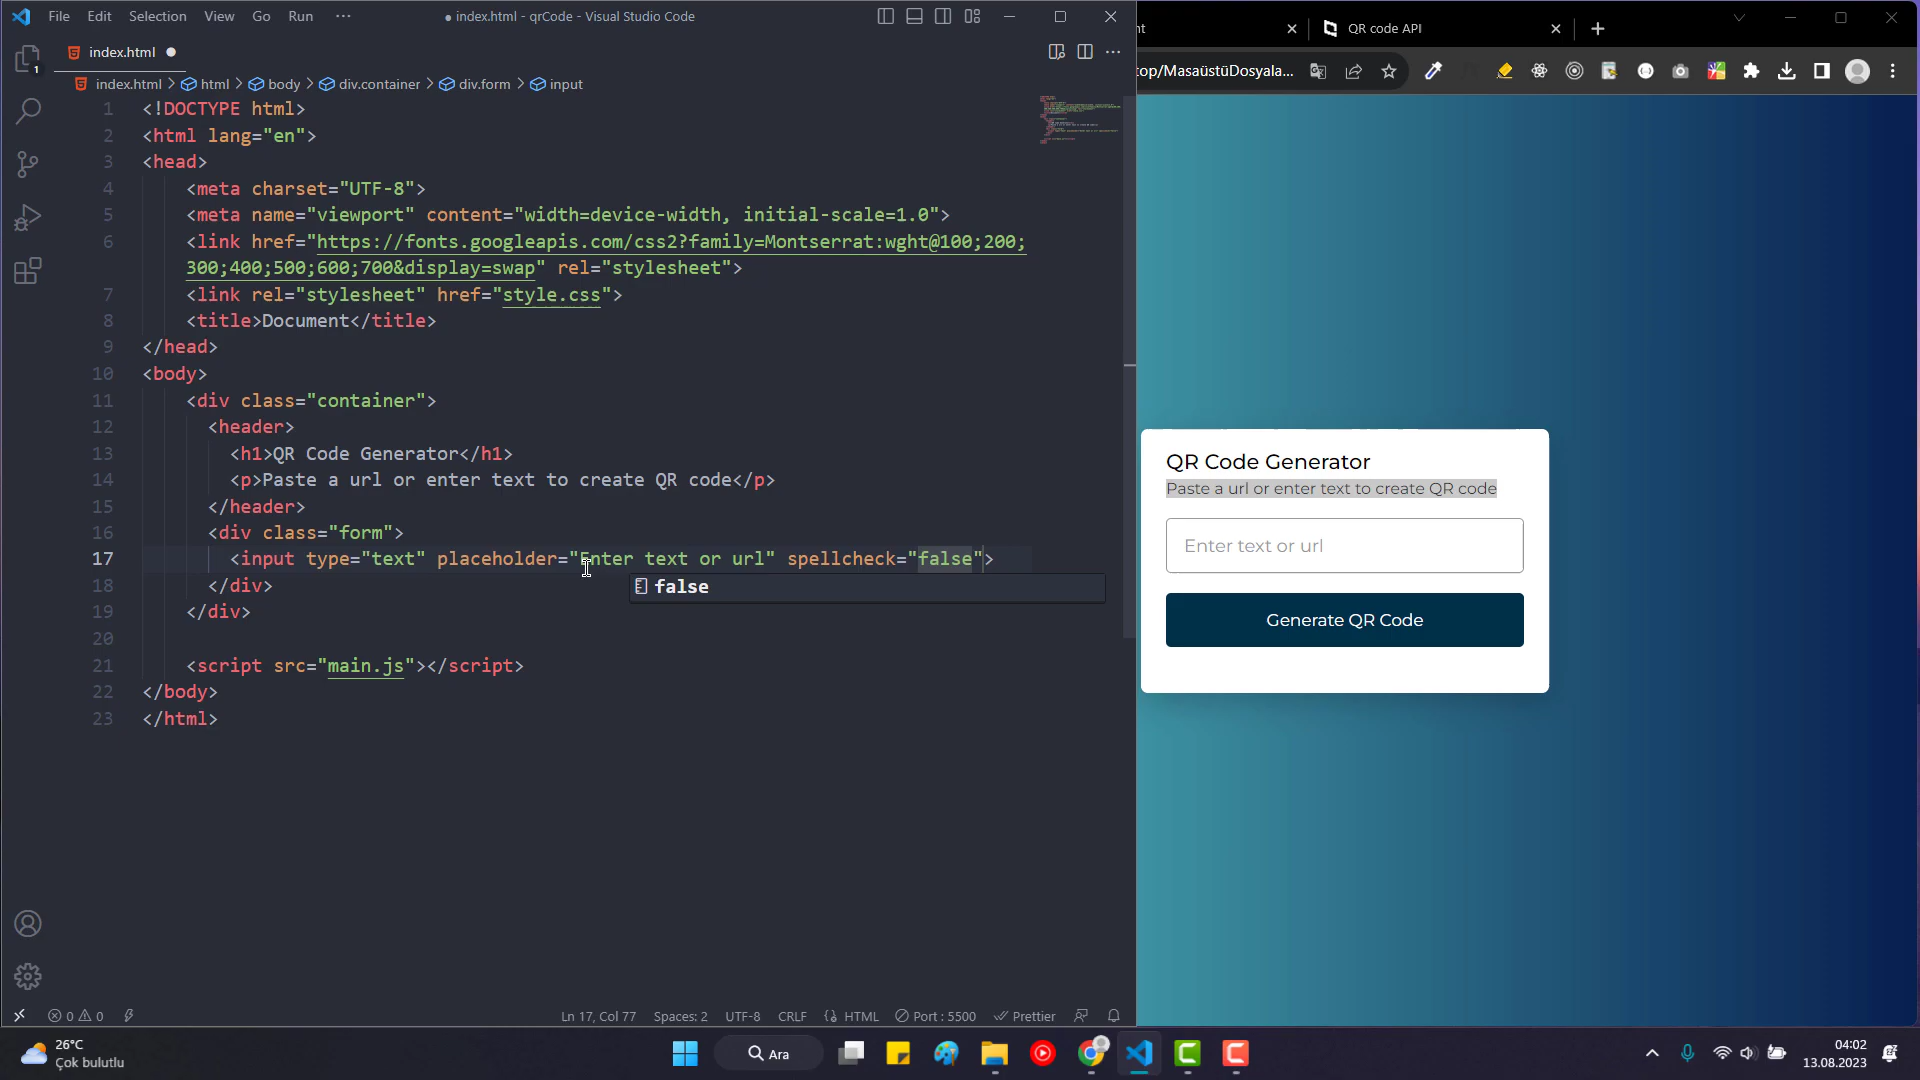 File Edit Selection View Go Run ··· ● index.html - qrCode - Visual Studio Code
index.html ●
index.html > html > body > div.container > div.form > input
1 <!DOCTYPE html>
2 <html lang="en">
3 <head>
4 <meta charset="UTF-8">
5 <meta name="viewport" content="width=device-width, initial-scale=1.0">
6 <link href="https://fonts.googleapis.com/css2?family=Montserrat:wght@100;200;
300;400;500;600;700&display=swap" rel="stylesheet">
7 <link rel="stylesheet" href="style.css">
8 <title>Document</title>
9 </head>
10 <body>
11 <div class="container">
12 <header>
13 <h1>QR Code Generator</h1>
14 <p>Paste a url or enter text to create QR code</p>
15 </header>
16 <div class="form">
17 <input type="text" placeholder="Enter text or url" spellcheck="false">
false
18 </div>
19 </div>
20
21 <script src="main.js"></script>
22 </body>
23 </html>
1
0 0 Ln 17, Col 77 Spaces: 2 UTF-8 CRLF HTML Port : 5500 Prettier
nt
QR code API
top/MasaüstüDosyala...
QR Code Generator
Paste a url or enter text to create QR code
Enter text or url
Generate QR Code
26°C
Çok bulutlu
Ara
04:02
13.08.2023